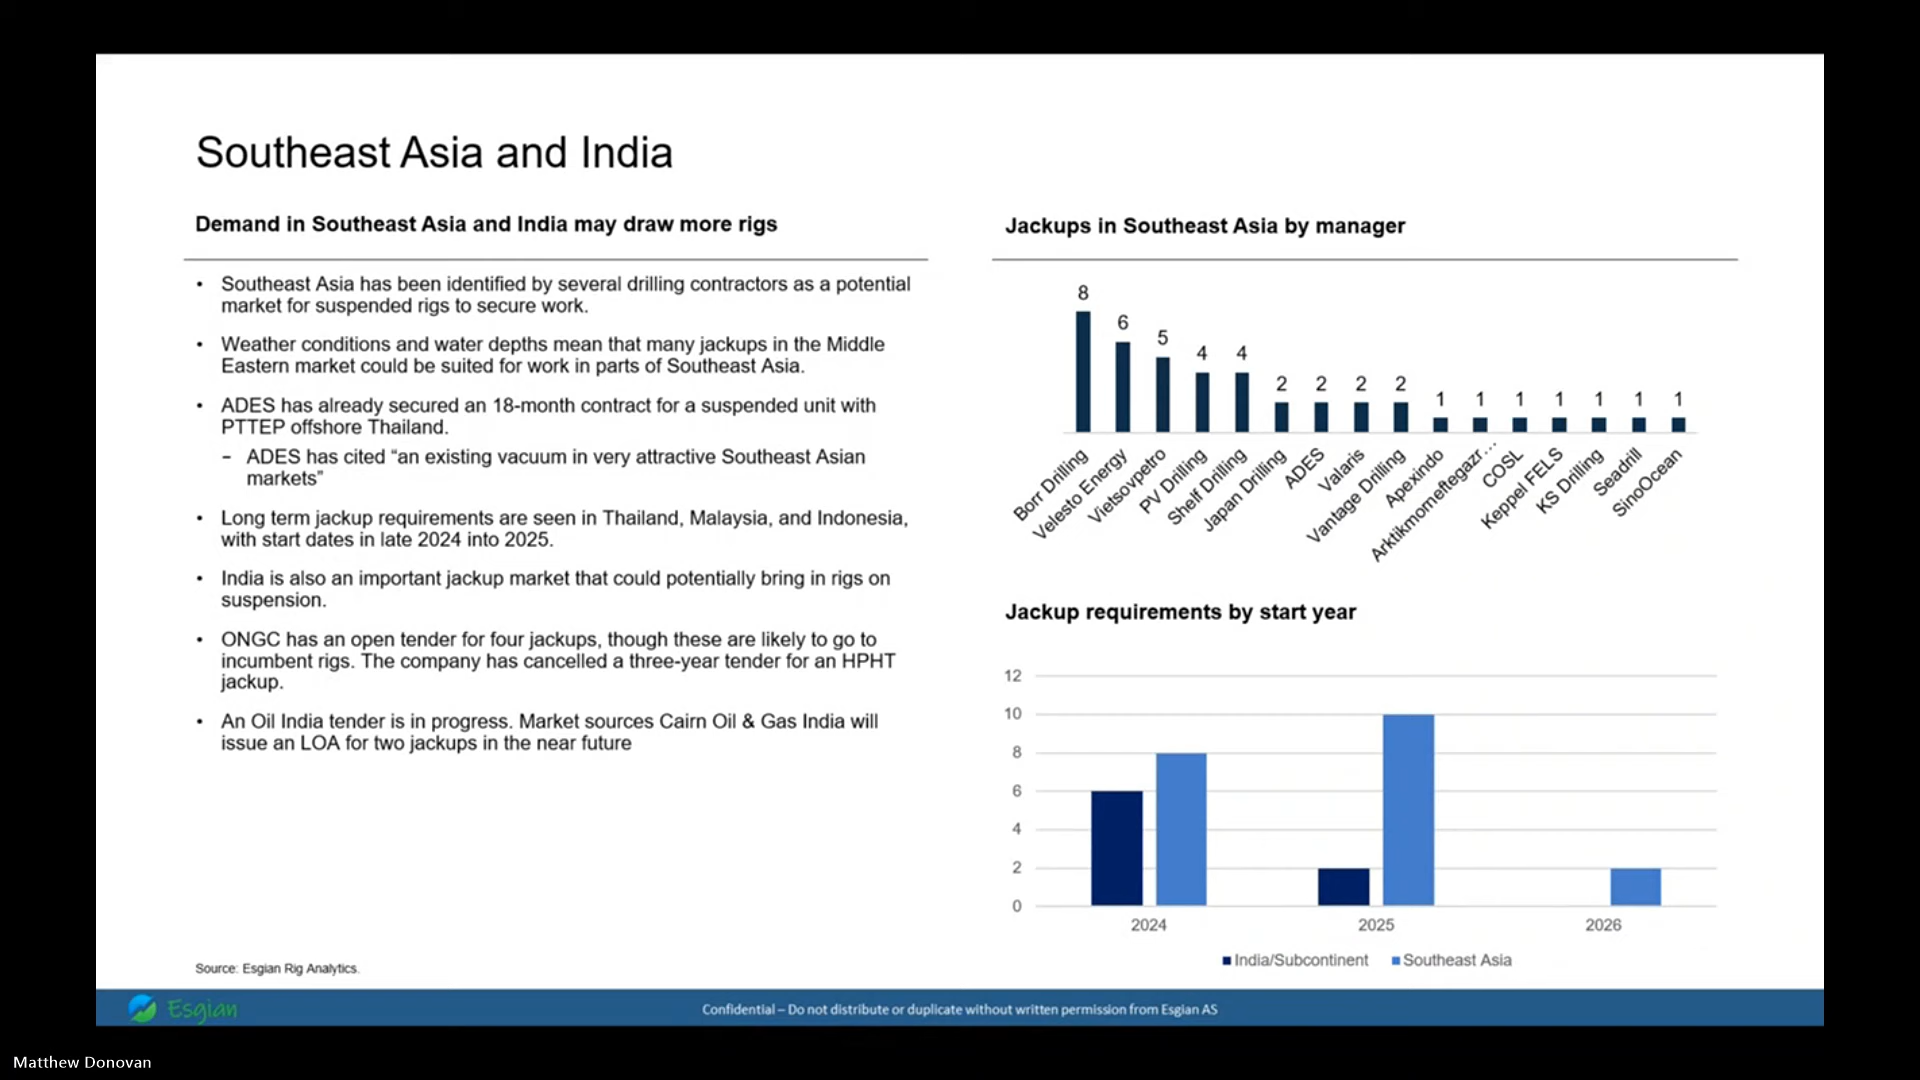 Southeast Asia and India
Demand in Southeast Asia and India may draw more rigs
• Southeast Asia has been identified by several drilling contractors as a potential
market for suspended rigs to secure work.
• Weather conditions and water depths mean that many jackups in the Middle
Eastern market could be suited for work in parts of Southeast Asia.
• ADES has already secured an 18-month contract for a suspended unit with
PTTEP offshore Thailand.
– ADES has cited “an existing vacuum in very attractive Southeast Asian
markets”
• Long term jackup requirements are seen in Thailand, Malaysia, and Indonesia,
with start dates in late 2024 into 2025.
• India is also an important jackup market that could potentially bring in rigs on
suspension.
• ONGC has an open tender for four jackups, though these are likely to go to
incumbent rigs. The company has cancelled a three-year tender for an HPHT
jackup.
• An Oil India tender is in progress. Market sources Cairn Oil & Gas India will
issue an LOA for two jackups in the near future
Source: Esgian Rig Analytics.
Jackups in Southeast Asia by manager
8
6
5
4
4
2
2
2
2
1
1
1
1
1
1
1
Borr Drilling
Velesto Energy
Vietsovpetro
PV Drilling
Shelf Drilling
Japan Drilling
ADES
Valaris
Vantage Drilling
Apexindo
Arktikmorneftegazr...
COSL
Keppel FELS
KS Drilling
Seadrill
SinoOcean
Jackup requirements by start year
12
10
8
6
4
2
0
2024
2025
2026
India/Subcontinent
Southeast Asia
Esgian
Confidential – Do not distribute or duplicate without written permission from Esgian AS
Matthew Donovan